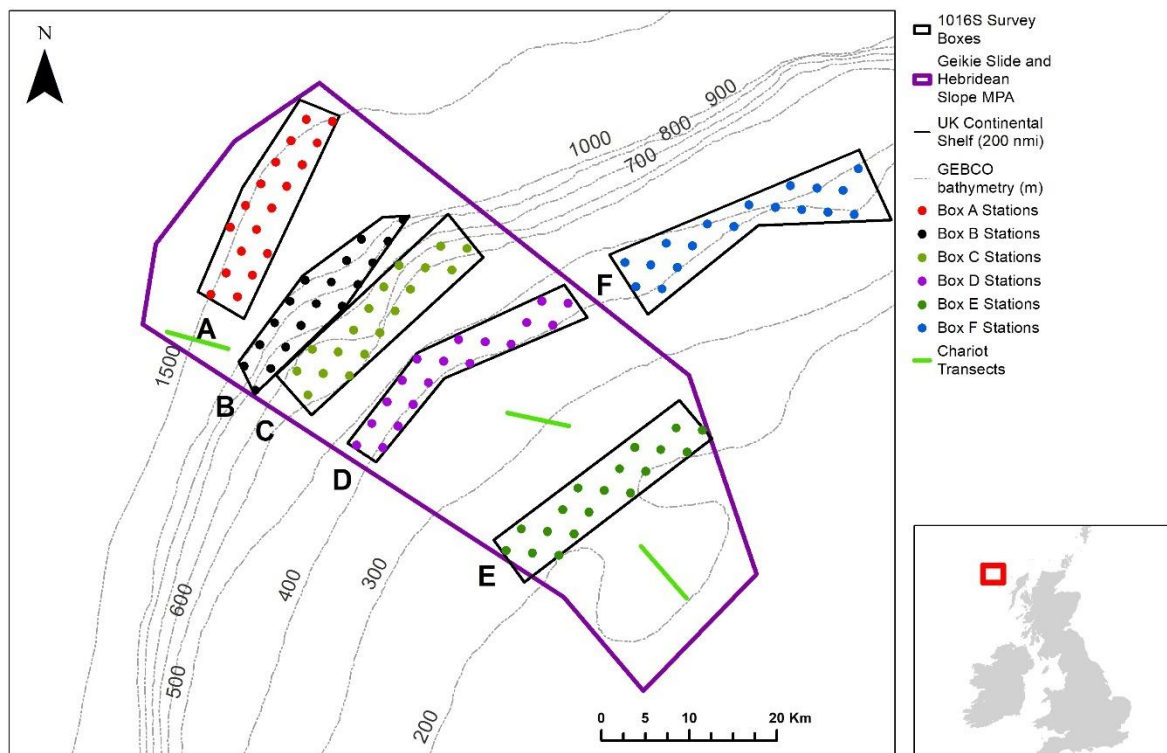 N
1000
900
800
700
F
A
1500
B
C
D
E
600
500
400
300
200
0 5 10 20 Km
1016S Survey
Boxes
Geikie Slide and
Hebridean
Slope MPA
UK Continental
Shelf (200 nmi)
GEBCO
bathymetry (m)
Box A Stations
Box B Stations
Box C Stations
Box D Stations
Box E Stations
Box F Stations
Chariot
Transects